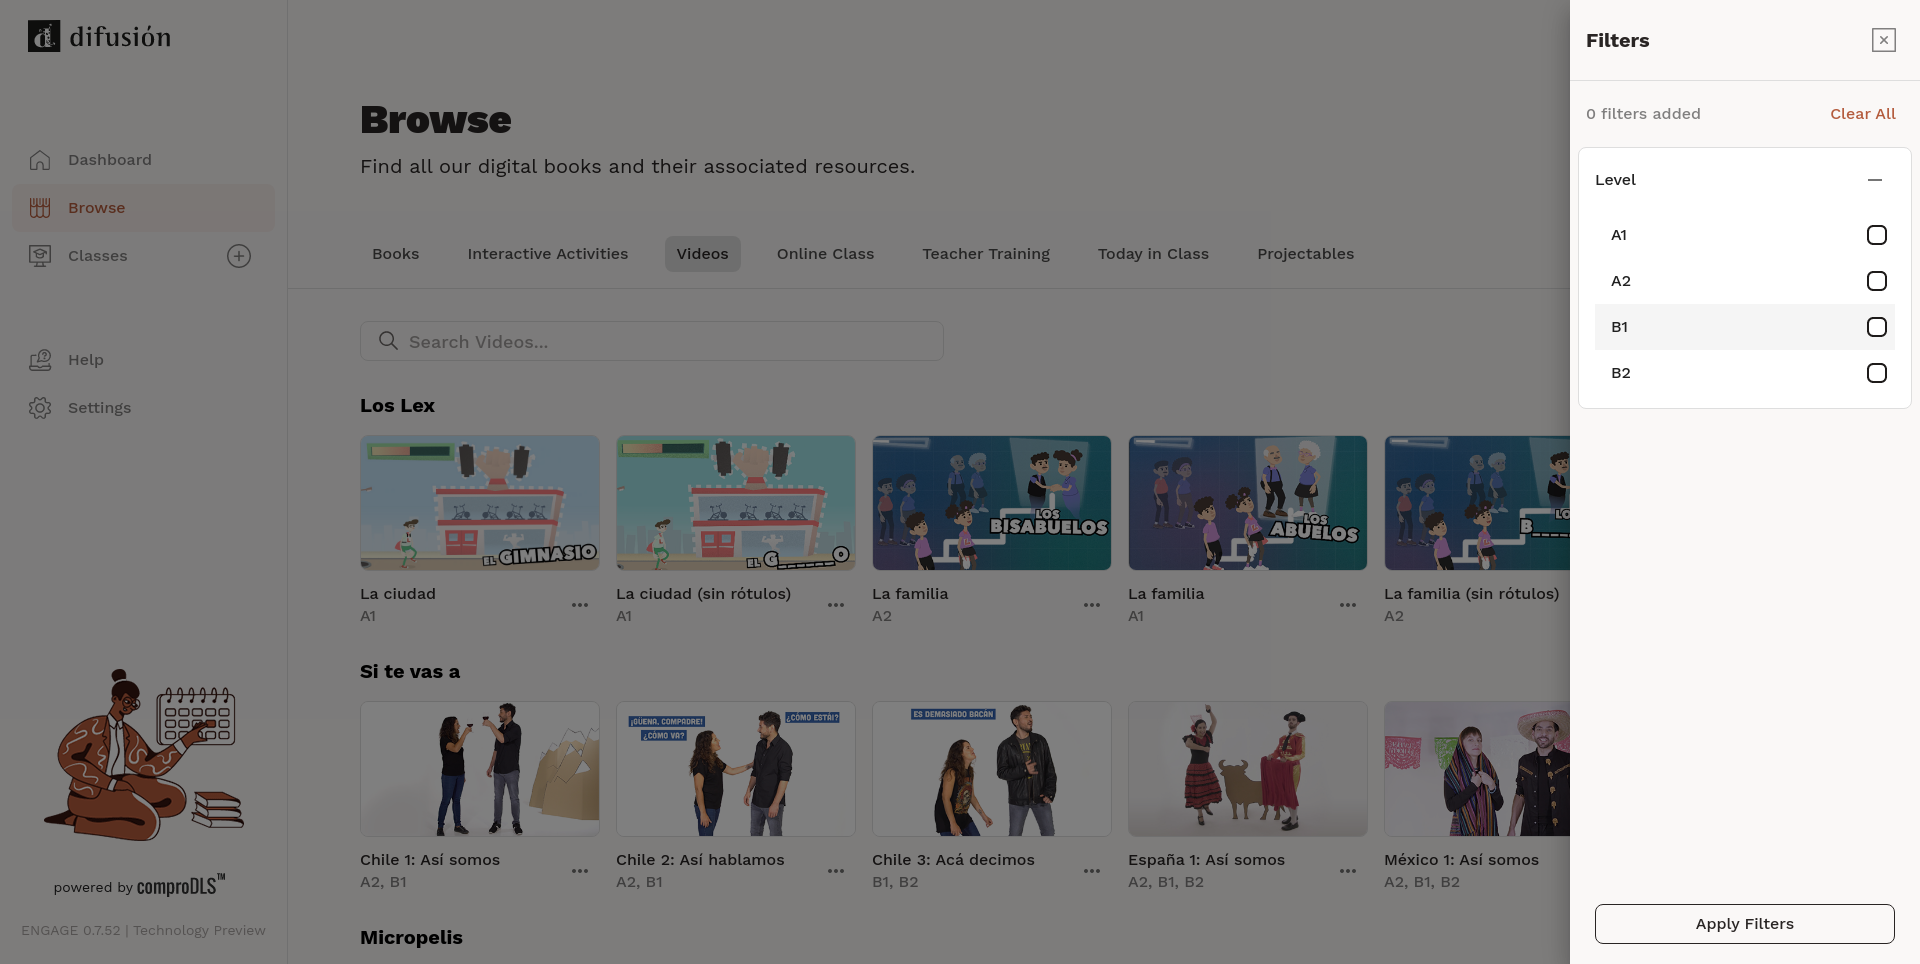 difusión
Dashboard
Browse
Classes
Help
Settings
powered by comproDLS™
ENGAGE 0.7.52 | Technology Preview
Browse
Find all our digital books and their associated resources.
Books Interactive Activities Videos Online Class Teacher Training Today in Class Projectables
Search Videos...
Los Lex
EL GIMNASIO
EL G______
LOS BISABUELOS
LOS ABUELOS
La ciudad
A1
La ciudad (sin rótulos)
A1
La familia
A2
La familia
A1
La familia (sin rótulos)
A2
Si te vas a
¡QÜENA, COMPADRE!
¿CÓMO VA?
¿CÓMO ESTÁI?
ES DEMASIADO BACÁN
Chile 1: Así somos
A2, B1
Chile 2: Así hablamos
A2, B1
Chile 3: Acá decimos
B1, B2
España 1: Así somos
A2, B1, B2
México 1: Así somos
A2, B1, B2
Micropelis
Filters
0 filters added Clear All
Level
A1
A2
B1
B2
Apply Filters